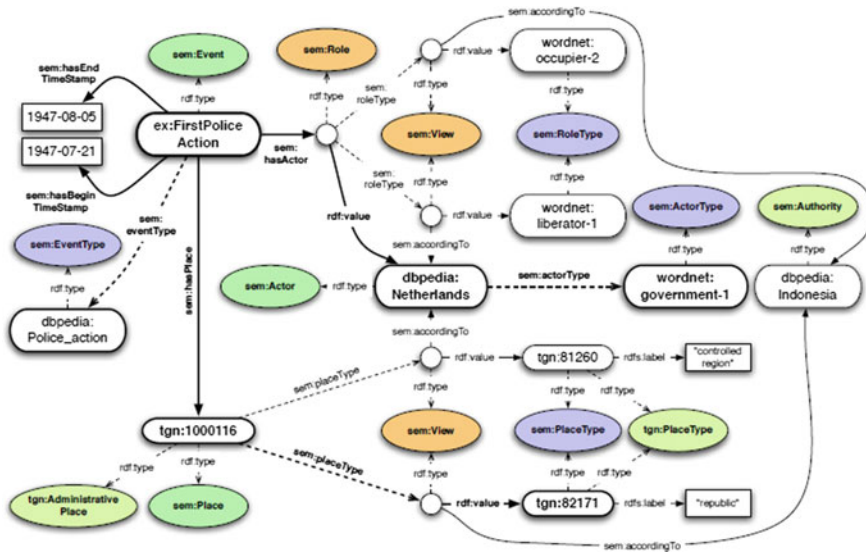 sem:accordingTo
sem:hasEnd
TimeStamp
sem:Event
sem:Role
rdf:value
wordnet:
occupier-2
1947-08-05
1947-07-21
rdf:type
rdf:type
sem:
roleType
rdf:type
rdf:type
ex:FirstPolice
Action
sem:
hasActor
sem:View
sem:RoleType
sem:hasBegin
TimeStamp
sem:
roleType
rdf:type
rdf:type
sem:
eventType
rdf:value
rdf:value
wordnet:
liberator-1
sem:ActorType
sem:Authority
sem:EventType
sem:hasPlace
sem:accordingTo
rdf:type
rdf:type
rdf:type
sem:Actor
rdf:type
dbpedia:
Netherlands
sem:actorType
wordnet:
government-1
dbpedia:
Indonesia
dbpedia:
Police_action
sem:accordingTo
sem:placeType
rdf:value
tgn:81260
rdfs:label
"controlled
region"
rdf:type
rdf:type
rdf:type
tgn:1000116
sem:View
sem:PlaceType
tgn:PlaceType
rdf:type
rdf:type
sem:placeType
rdf:type
rdf:type
rdf:type
tgn:Administrative
Place
sem:Place
rdf:value
tgn:82171
rdfs:label
"republic"
sem:accordingTo